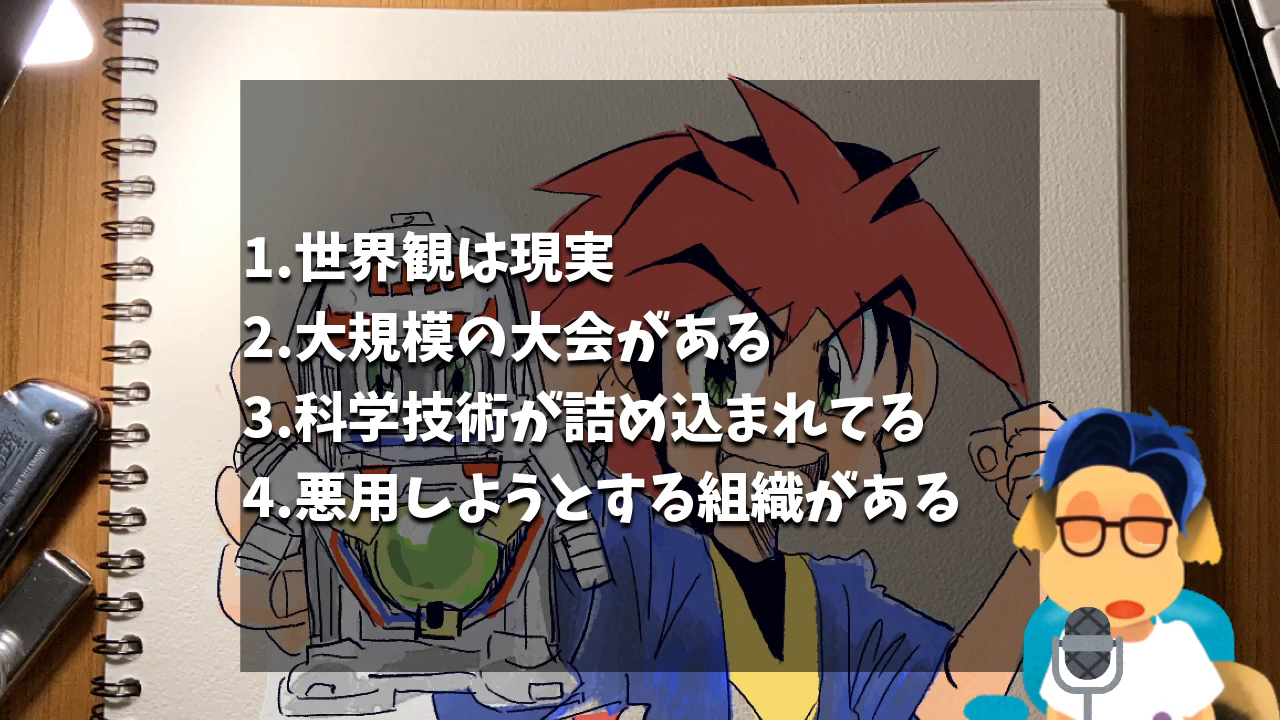 1.世界観は現実
2.大規模の大会がある
3.科学技術が詰め込まれてる
4.悪用しようとする組織がある